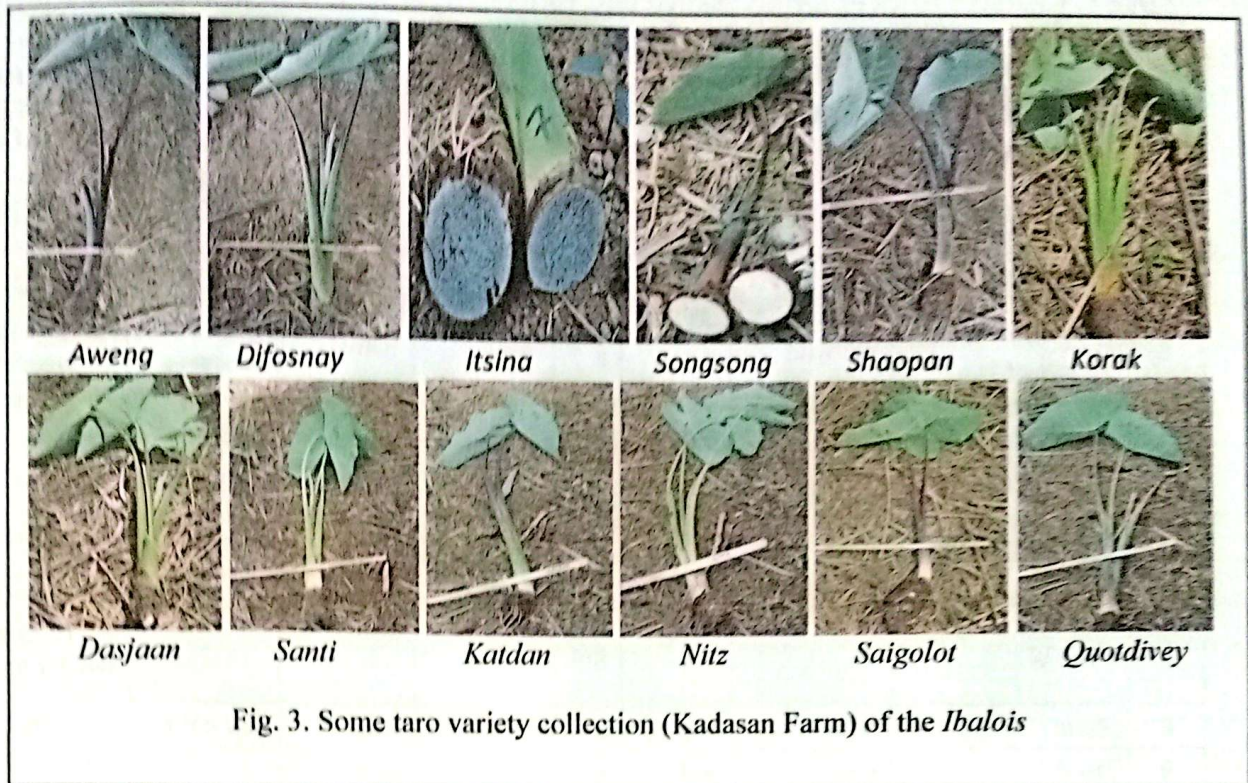 Aweng Difosnay Itsina Songsong Shaopan Korak
Dasjaan Santi Katdan Nitz Saigolot Quotdivey
Fig. 3. Some taro variety collection (Kadasan Farm) of the Ibalois